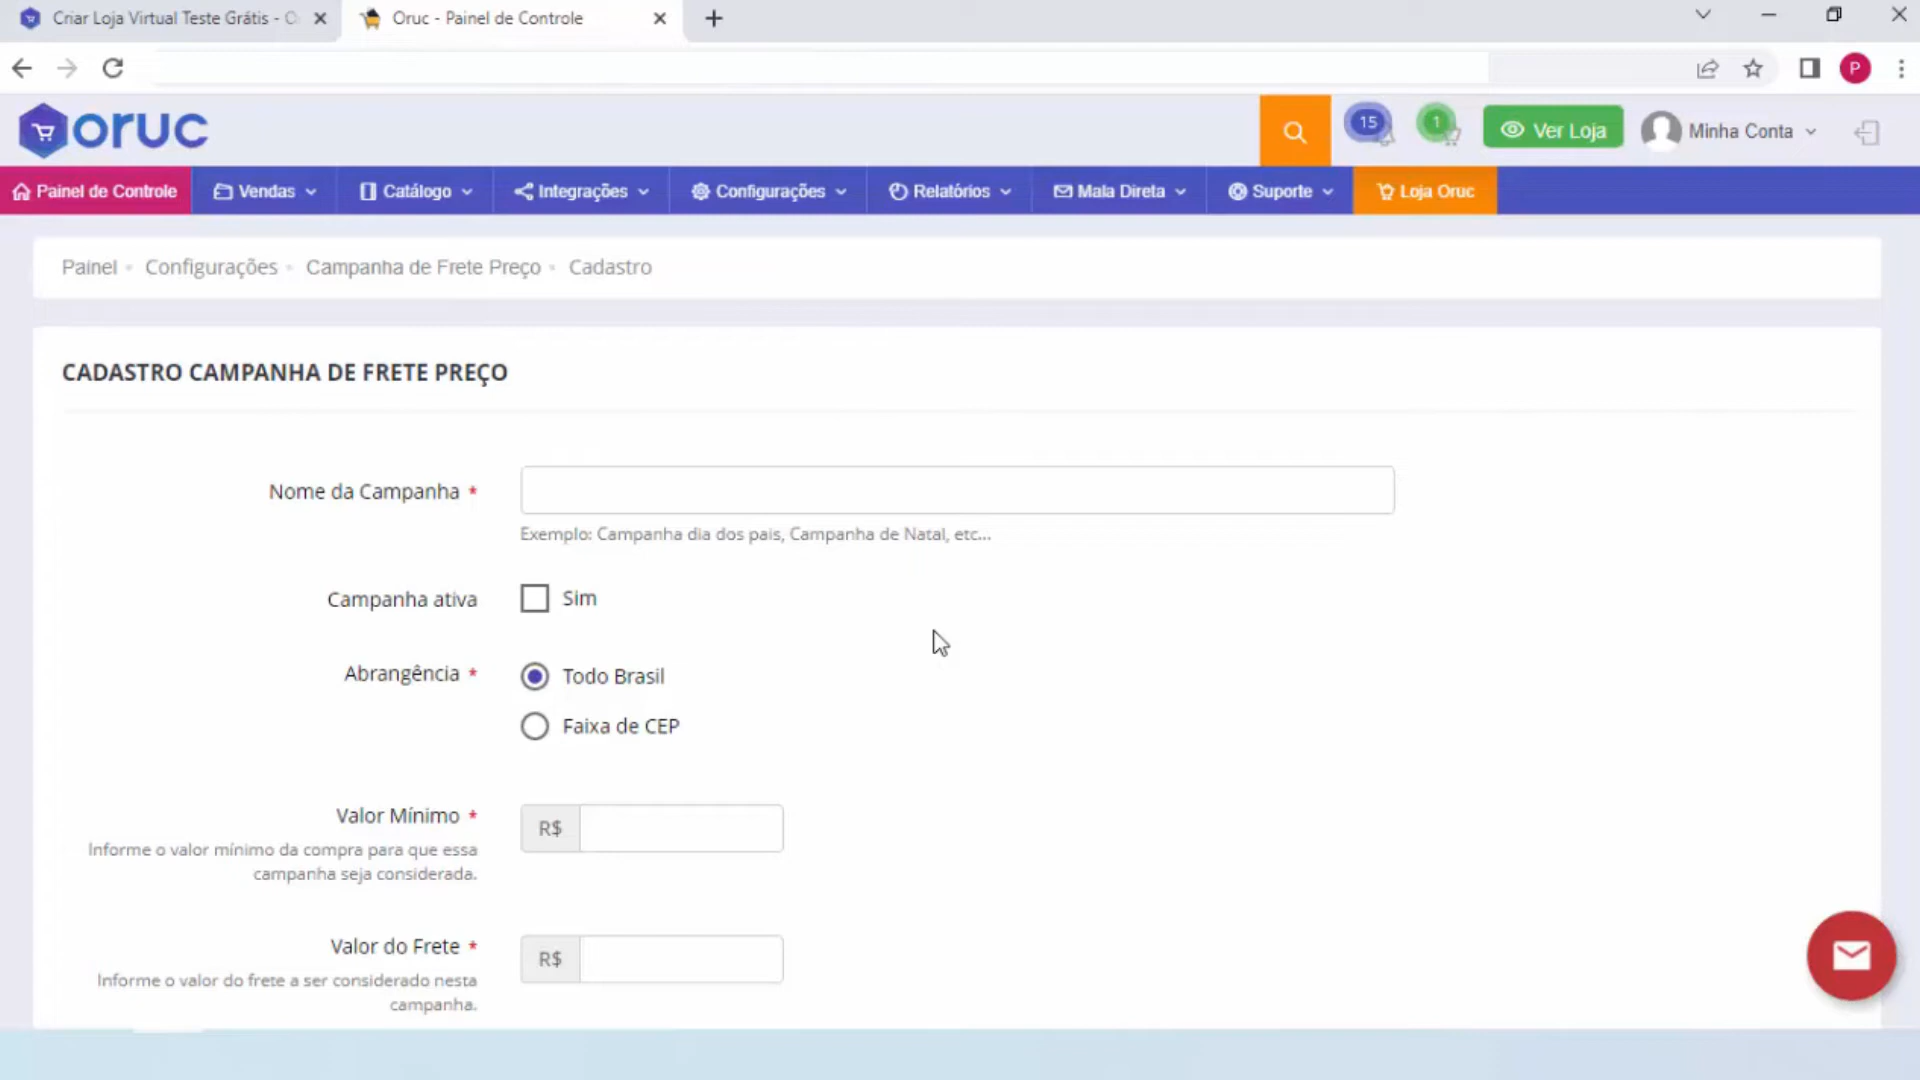 Criar Loja Virtual Teste Grátis - O
Oruc - Painel de Controle
P
oruc
15
1
Ver Loja
Minha Conta
Painel de Controle
Vendas
Catálogo
Integrações
Configurações
Relatórios
Mala Direta
Suporte
Loja Oruc
Painel
Configurações
Campanha de Frete Preço
Cadastro
CADASTRO CAMPANHA DE FRETE PREÇO
Nome da Campanha *
Exemplo: Campanha dia dos pais, Campanha de Natal, etc...
Campanha ativa
Sim
Abrangência *
Todo Brasil
Faixa de CEP
Valor Mínimo *
R$
Informe o valor mínimo da compra para que essa
campanha seja considerada.
Valor do Frete *
R$
Informe o valor do frete a ser considerado nesta
campanha.